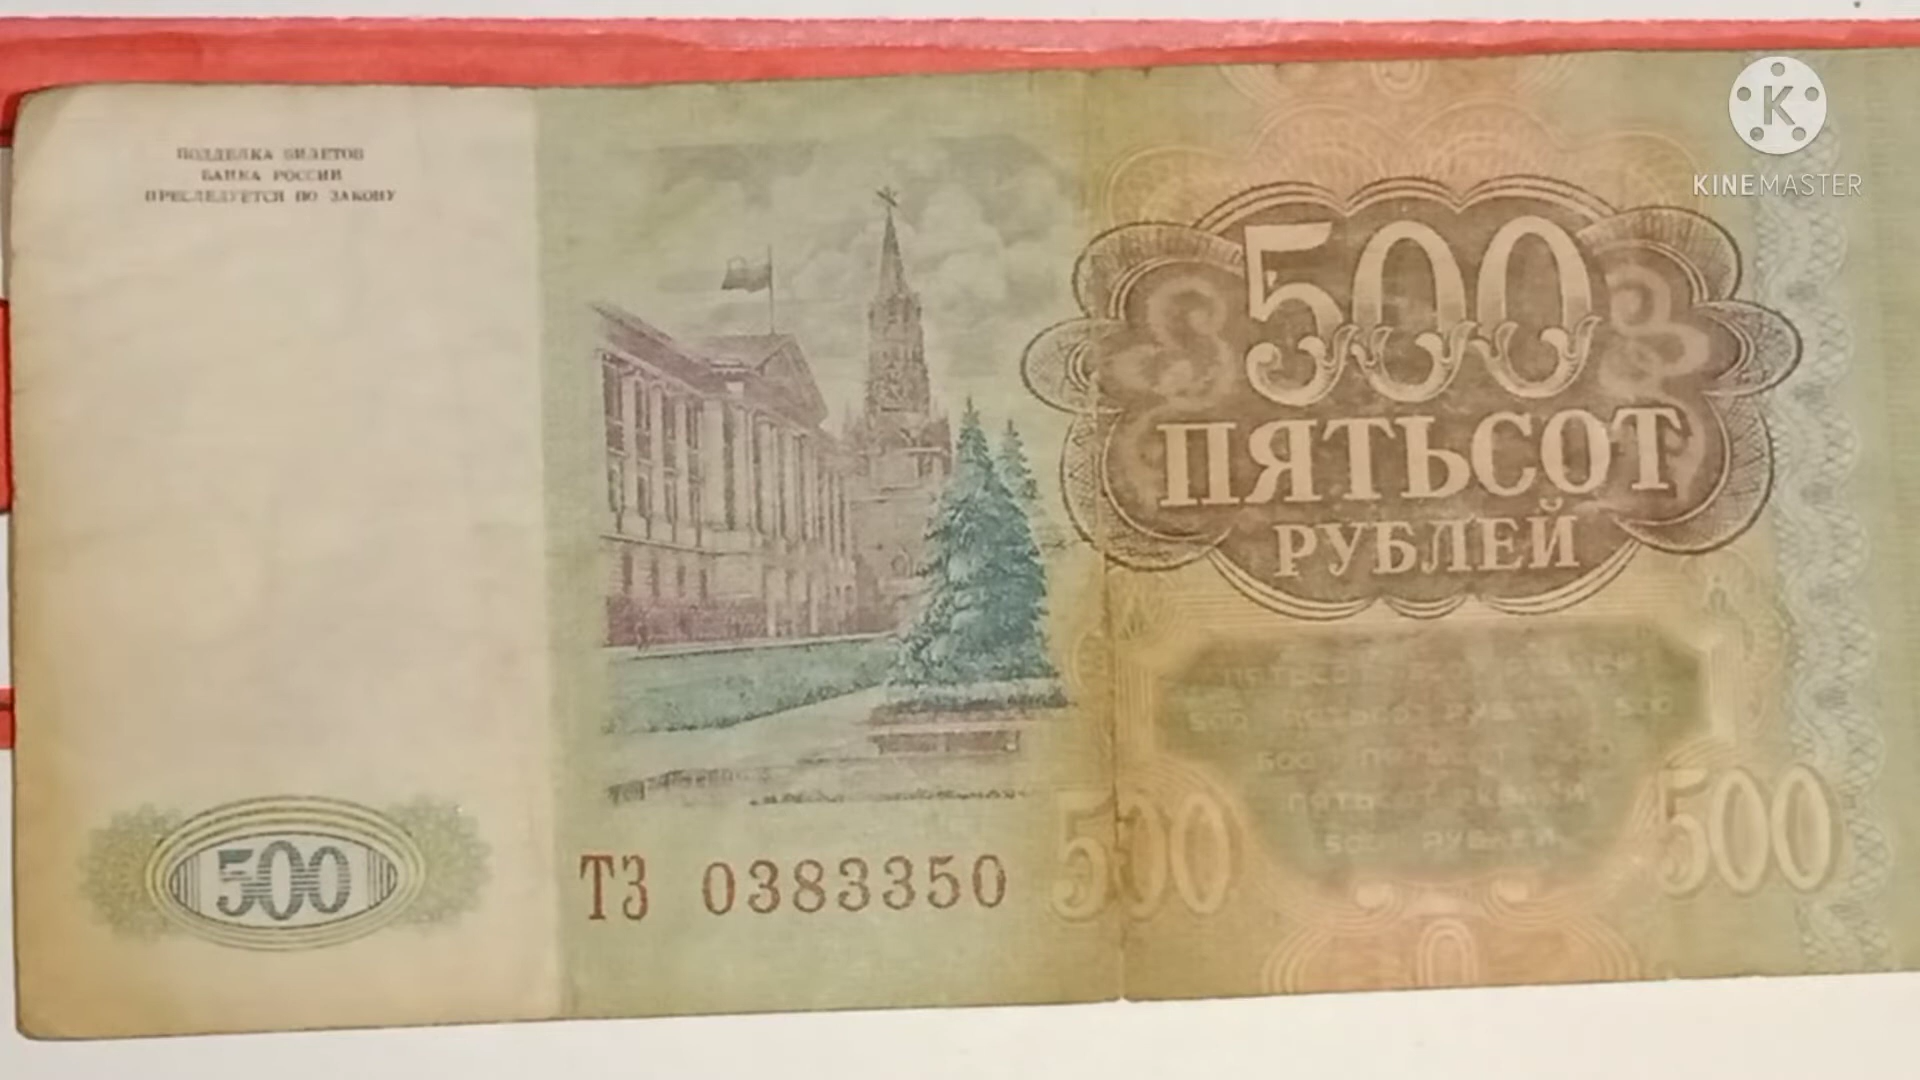 ПОДДЕЛКА БИЛЕТОВ
БАНКА РОССИИ
ПРЕСЛЕДУЕТСЯ ПО ЗАКОНУ
KINEMASTER
500
ПЯТЬСОТ
РУБЛЕЙ
500
ТЗ 0383350
500
500